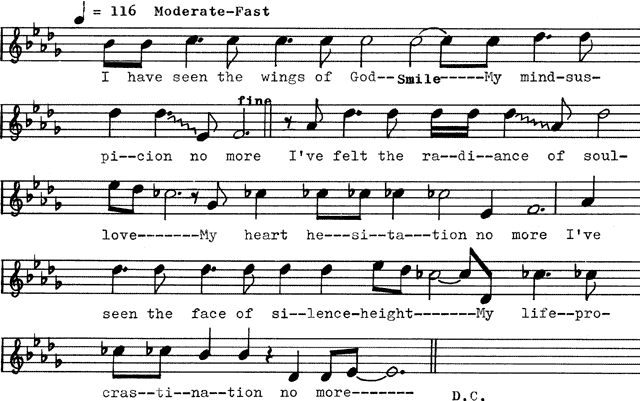 = 116 Moderate-Fast
I have seen the wings of God--Smile-----My mind-sus-
fine
pi--cion no more I've felt the ra--di--ance of soul-
love-------My heart he---si--ta---tion no more I've
seen the face of si--lence-height--------My life--pro-
cras--ti--na--tion no more-------
D.C.